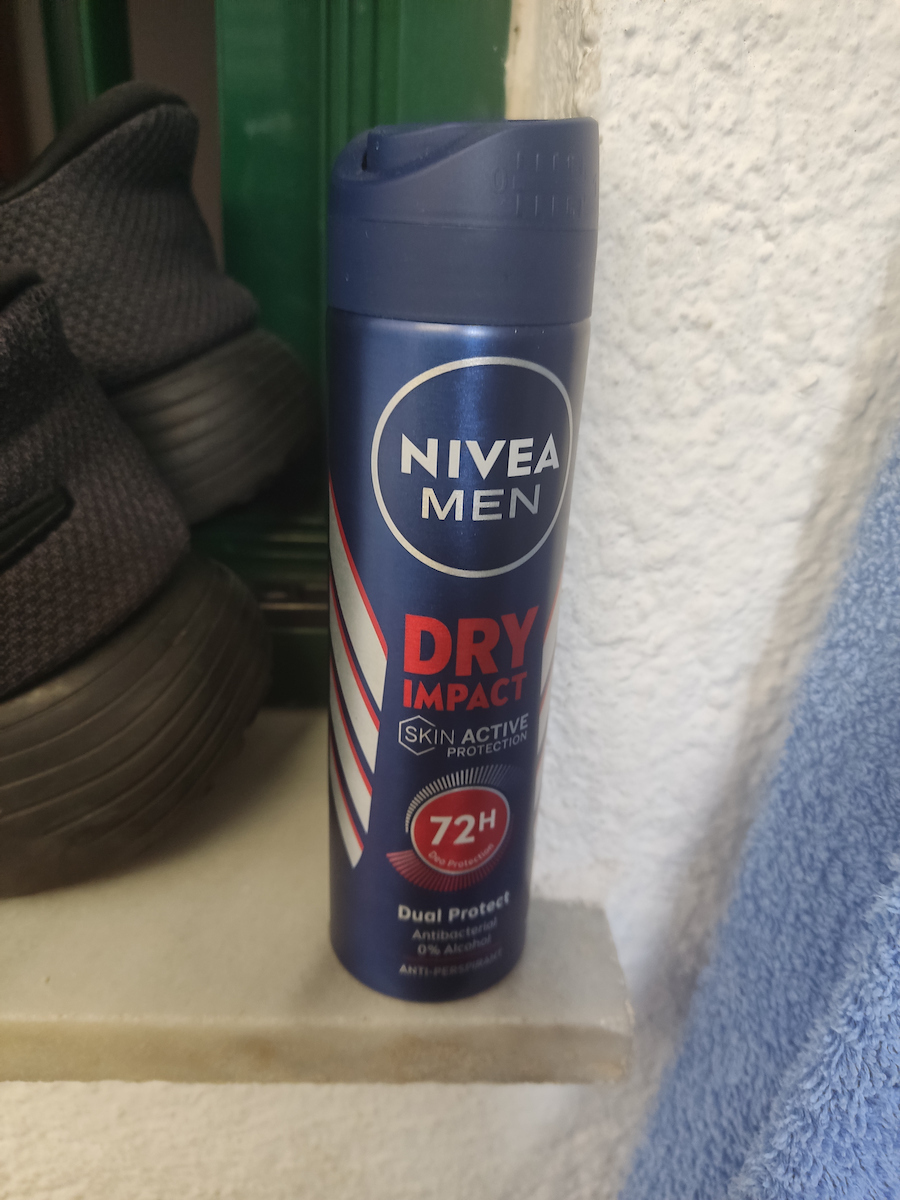 NIVEA
MEN
DRY
IMPACT
SKIN ACTIVE
PROTECTION
72H
Deo Protection
Dual Protect
Antibacterial
0% Alcohol
ANTI-PERSPIRANT